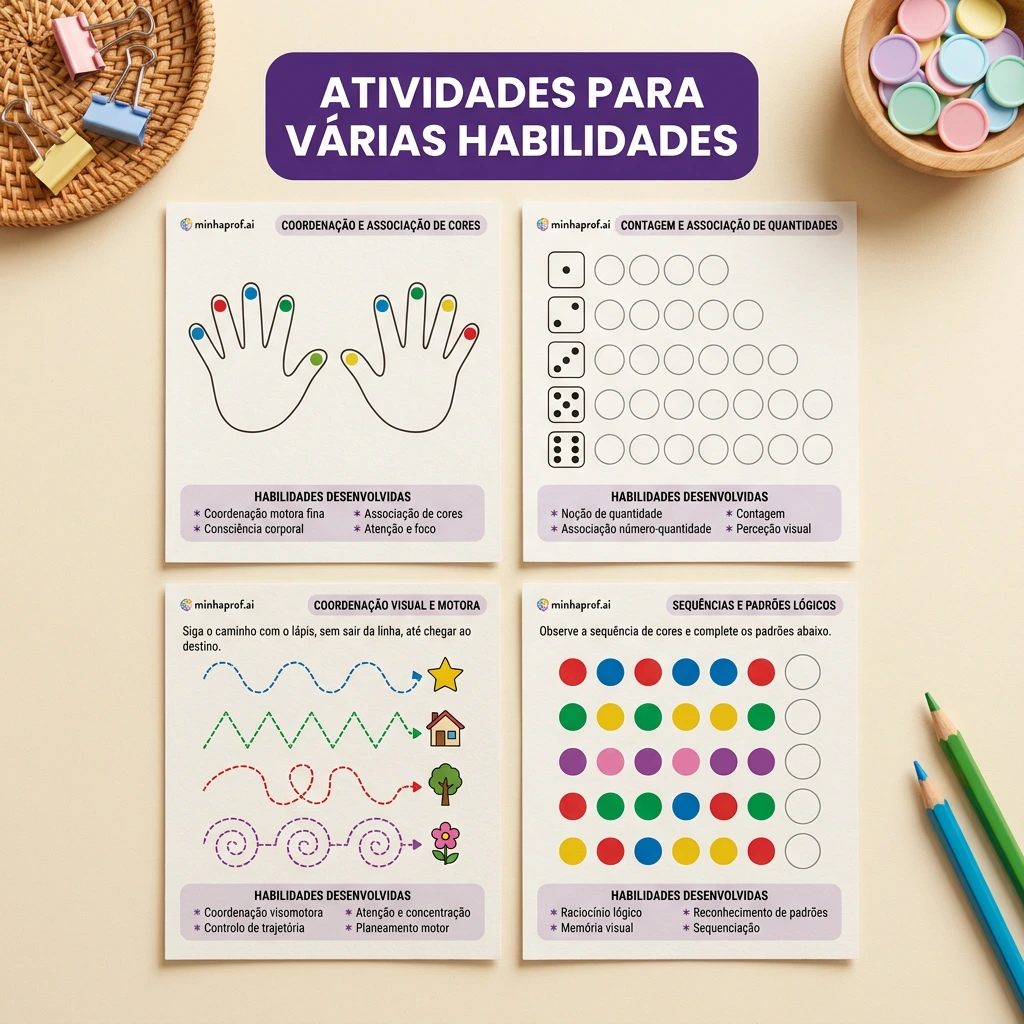 ATIVIDADES PARA
VÁRIAS HABILIDADES
minhaprof.ai
COORDENAÇÃO E ASSOCIAÇÃO DE CORES
HABILIDADES DESENVOLVIDAS
* Coordenação motora fina
* Associação de cores
* Consciência corporal
* Atenção e foco
minhaprof.ai
CONTAGEM E ASSOCIAÇÃO DE QUANTIDADES
HABILIDADES DESENVOLVIDAS
* Noção de quantidade
* Contagem
* Associação número-quantidade
* Perceção visual
minhaprof.ai
COORDENAÇÃO VISUAL E MOTORA
Siga o caminho com o lápis, sem sair da linha, até chegar ao
destino.
HABILIDADES DESENVOLVIDAS
* Coordenação visomotora
* Atenção e concentração
* Controlo de trajetória
* Planeamento motor
minhaprof.ai
SEQUÊNCIAS E PADRÕES LÓGICOS
Observe a sequência de cores e complete os padrões abaixo.
HABILIDADES DESENVOLVIDAS
* Raciocínio lógico
* Reconhecimento de padrões
* Memória visual
* Sequenciação